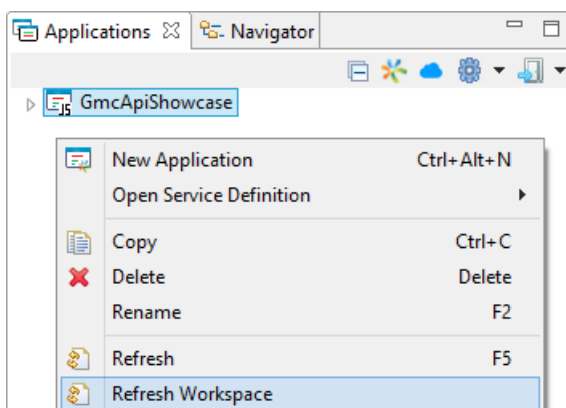 Applications Navigator
GmcApiShowcase
New Application Ctrl+Alt+N
Open Service Definition
Copy Ctrl+C
Delete Delete
Rename F2
Refresh F5
Refresh Workspace